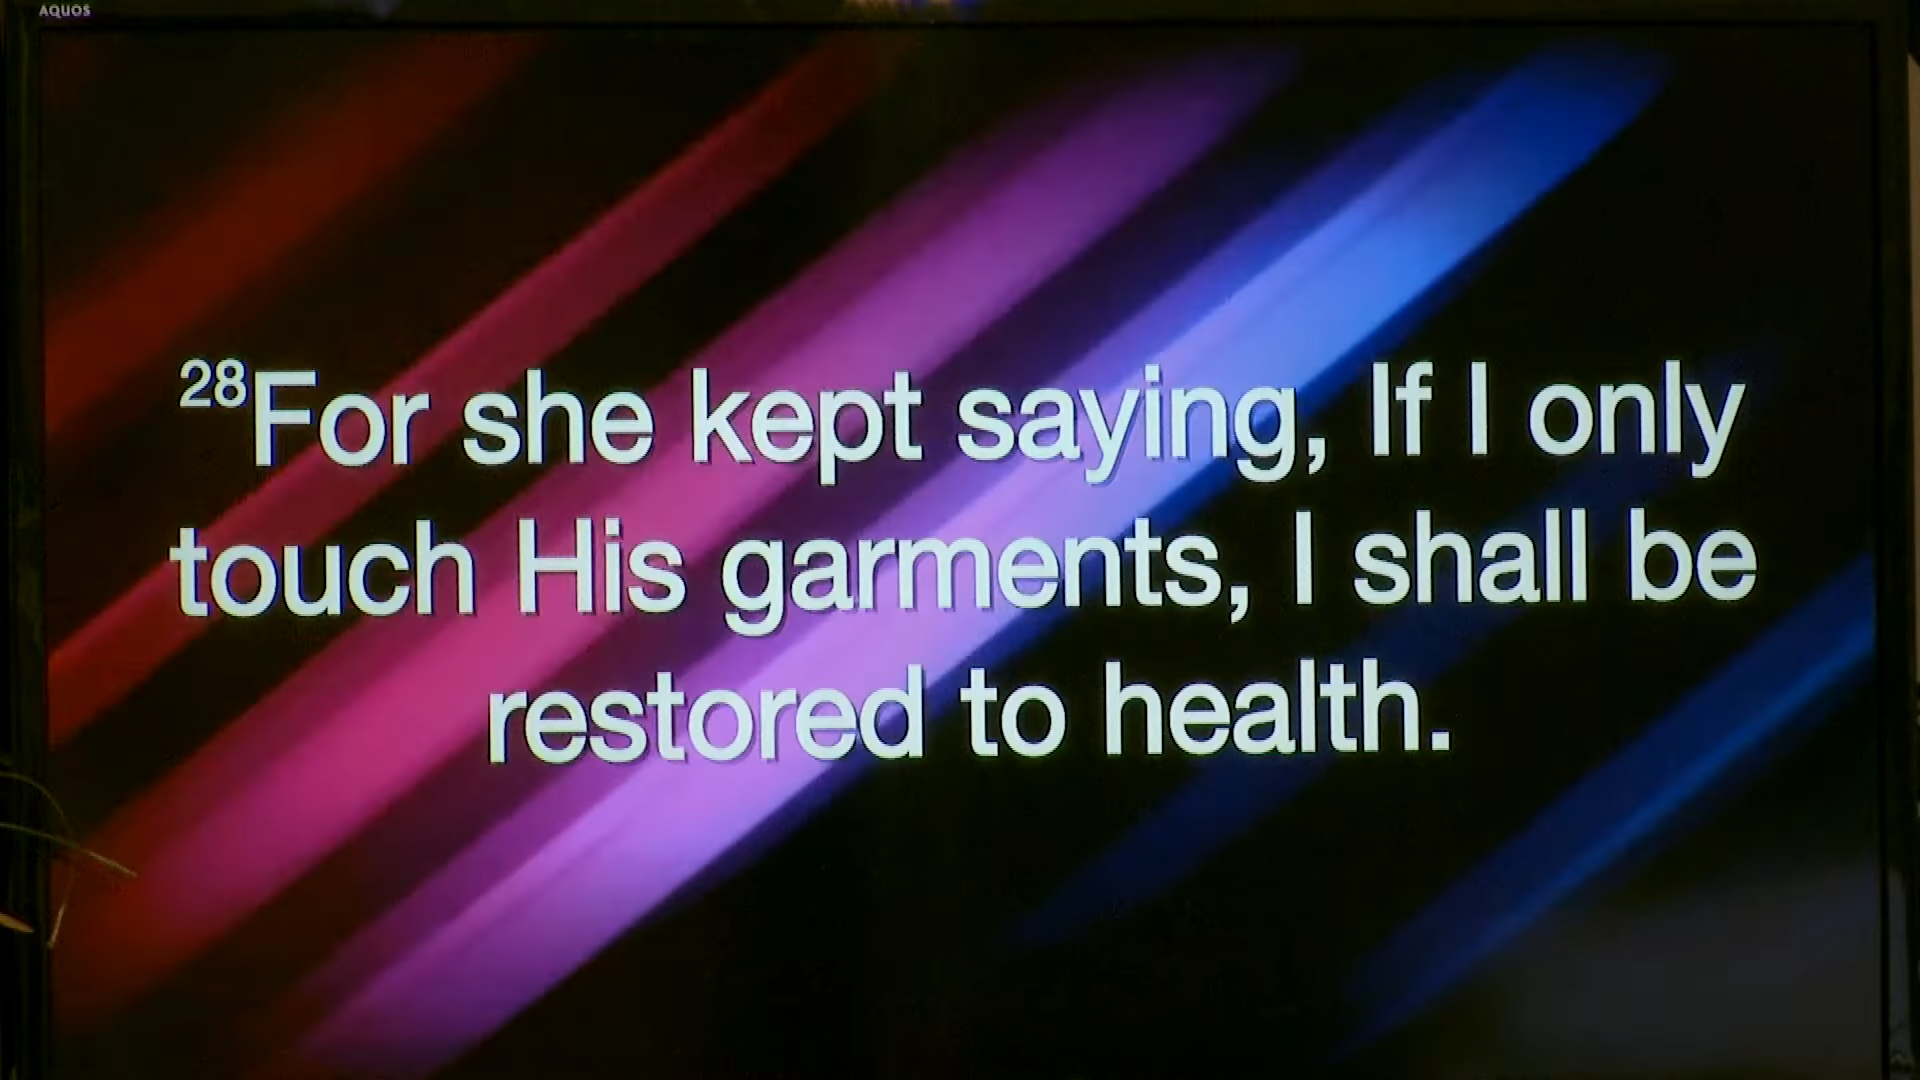 AQUOS
28For she kept saying, If I only
touch His garments, I shall be
restored to health.